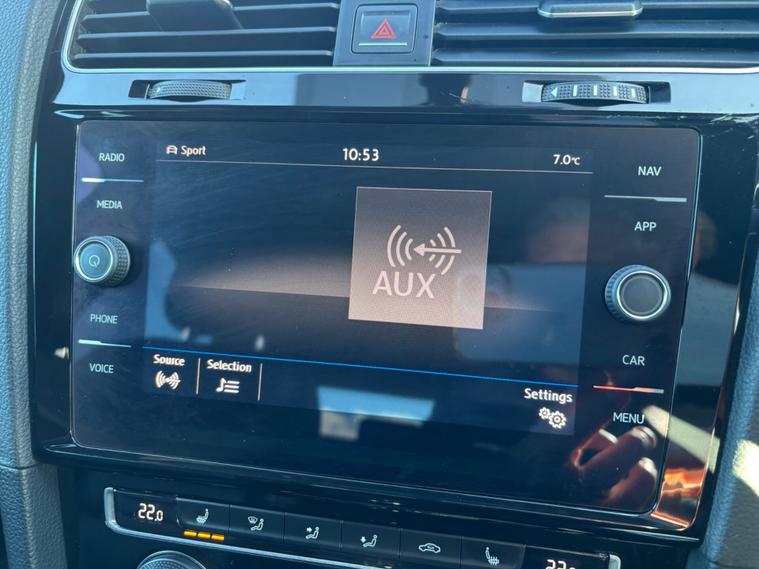 RADIO
Sport 10:53 7.0°C
NAV
MEDIA
APP
AUX
PHONE
VOICE
CAR
Source Selection
Settings
MENU
22.0